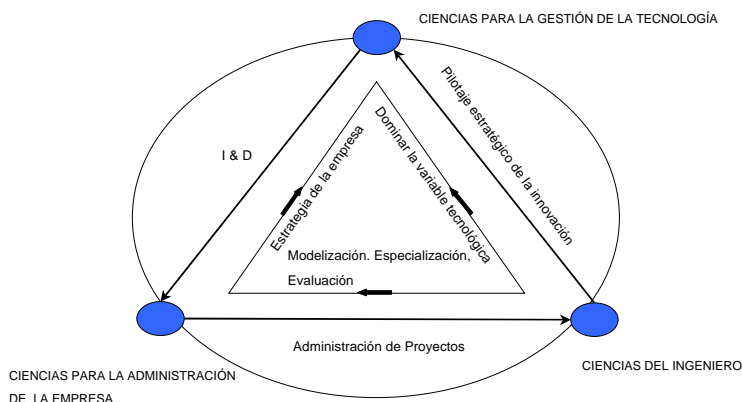 CIENCIAS PARA LA GESTIÓN DE LA TECNOLOGÍA
I & D
Estrategia de la empresa
Dominar la variable tecnológica
Pilotaje estratégico de la innovación
Modelización. Especialización,
Evaluación
Administración de Proyectos
CIENCIAS DEL INGENIERO
CIENCIAS PARA LA ADMINISTRACIÓN
DE LA EMPRESA